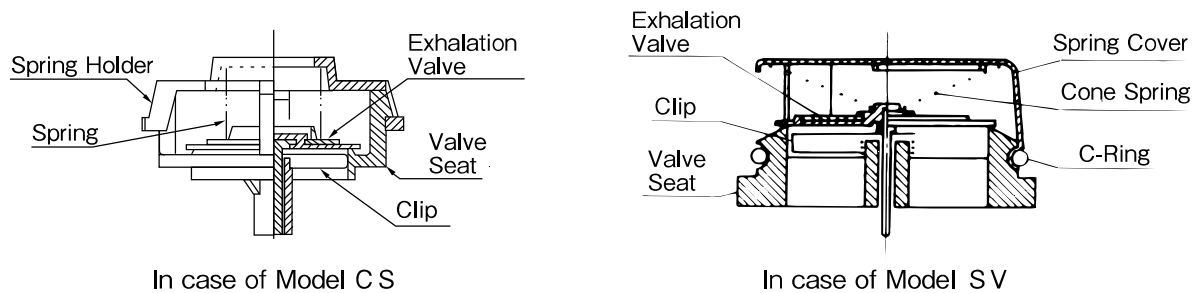 Spring Holder
Spring
Exhalation
Valve
Valve
Seat
Clip
In case of Model CS
Exhalation
Valve
Clip
Valve
Seat
Spring Cover
Cone Spring
C-Ring
In case of Model SV